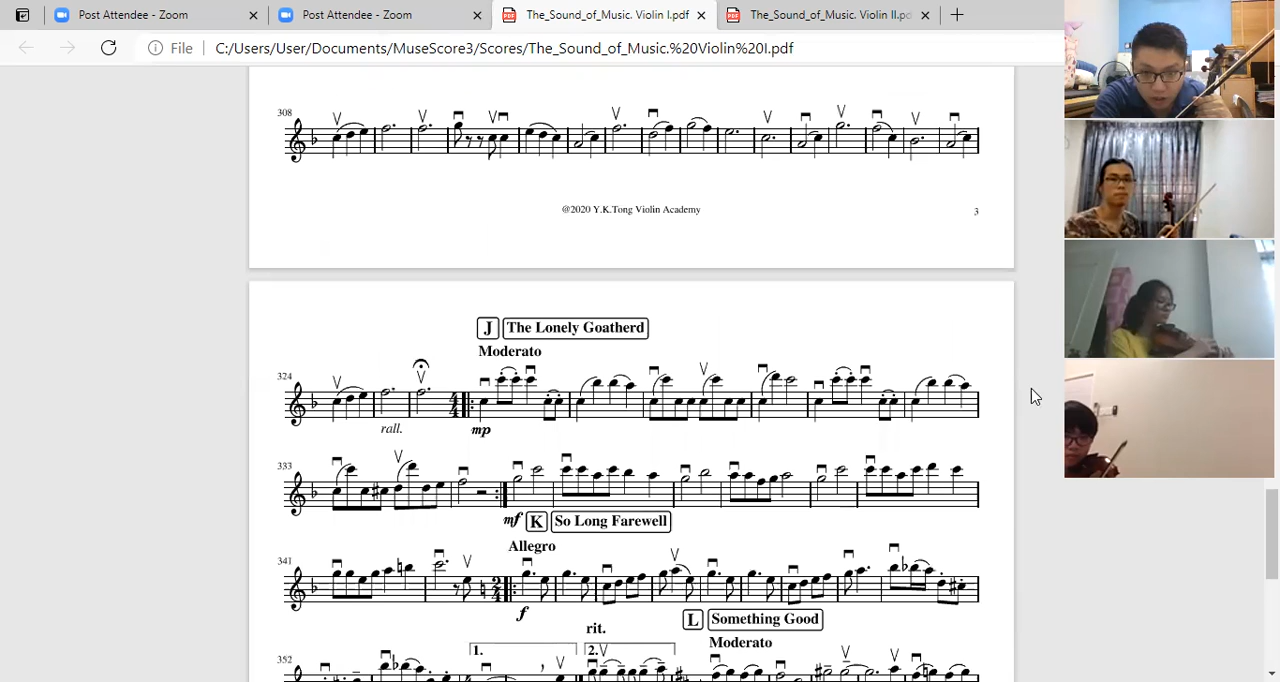 Post Attendee - Zoom
Post Attendee - Zoom
The_Sound_of_Music. Violin I.pdf
The_Sound_of_Music. Violin II.pd
File
C:/Users/User/Documents/MuseScore3/Scores/The_Sound_of_Music.%20Violin%20I.pdf
308
@2020 Y.K.Tong Violin Academy
3
J The Lonely Goatherd
Moderato
324
rall.
mp
333
mf K So Long Farewell
Allegro
341
f
L Something Good
rit.
Moderato
352
1.
2.